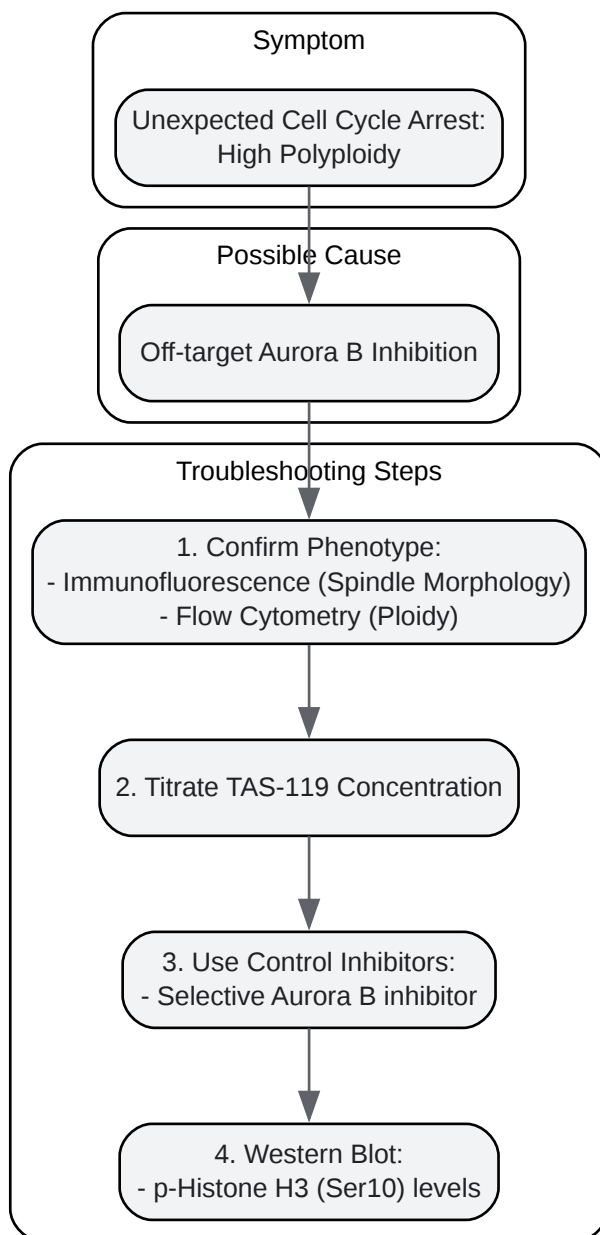 Symptom
Unexpected Cell Cycle Arrest:
High Polyploidy
Possible Cause
Off-target Aurora B Inhibition
Troubleshooting Steps
1. Confirm Phenotype:
- Immunofluorescence (Spindle Morphology)
- Flow Cytometry (Ploidy)
2. Titrate TAS-119 Concentration
3. Use Control Inhibitors:
- Selective Aurora B inhibitor
4. Western Blot:
- p-Histone H3 (Ser10) levels